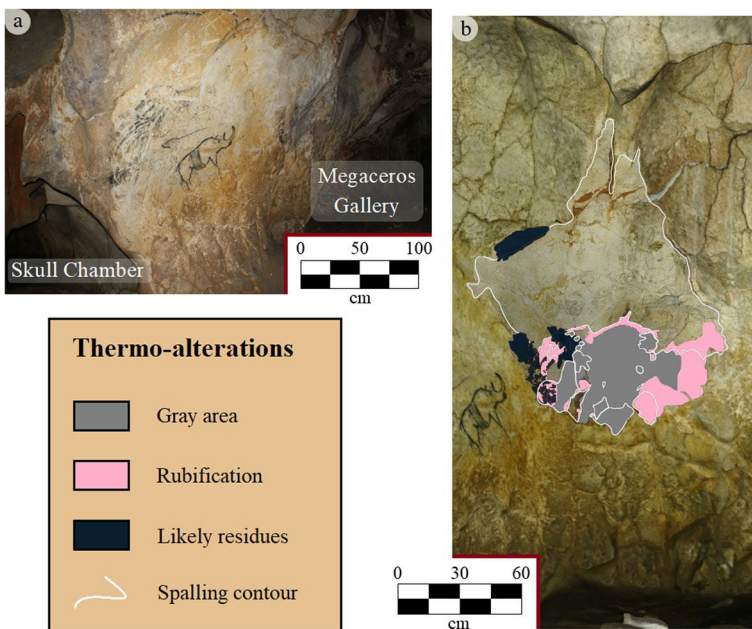 a
Skull Chamber
Megaceros
Gallery
0 50 100
cm
b
0 30 60
cm
Thermo-alterations
Gray area
Rubification
Likely residues
Spalling contour